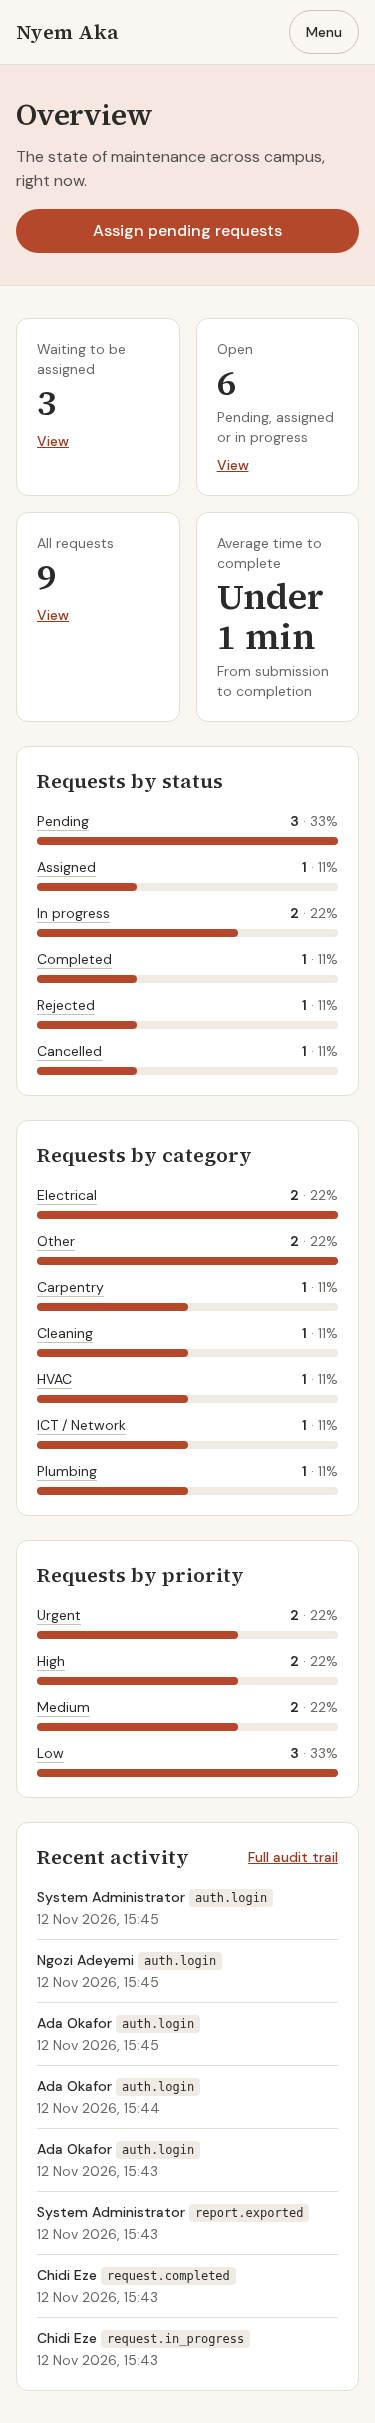 Nyem Aka
Menu
Overview
The state of maintenance across campus,
right now.
Assign pending requests
Waiting to be
assigned
3
View
Open
6
Pending, assigned
or in progress
View
All requests
9
View
Average time to
complete
Under
1 min
From submission
to completion
Requests by status
Pending 3 · 33%
Assigned 1 · 11%
In progress 2 · 22%
Completed 1 · 11%
Rejected 1 · 11%
Cancelled 1 · 11%
Requests by category
Electrical 2 · 22%
Other 2 · 22%
Carpentry 1 · 11%
Cleaning 1 · 11%
HVAC 1 · 11%
ICT / Network 1 · 11%
Plumbing 1 · 11%
Requests by priority
Urgent 2 · 22%
High 2 · 22%
Medium 2 · 22%
Low 3 · 33%
Recent activity Full audit trail
System Administrator auth.login
12 Nov 2026, 15:45
Ngozi Adeyemi auth.login
12 Nov 2026, 15:45
Ada Okafor auth.login
12 Nov 2026, 15:45
Ada Okafor auth.login
12 Nov 2026, 15:44
Ada Okafor auth.login
12 Nov 2026, 15:43
System Administrator report.exported
12 Nov 2026, 15:43
Chidi Eze request.completed
12 Nov 2026, 15:43
Chidi Eze request.in_progress
12 Nov 2026, 15:43